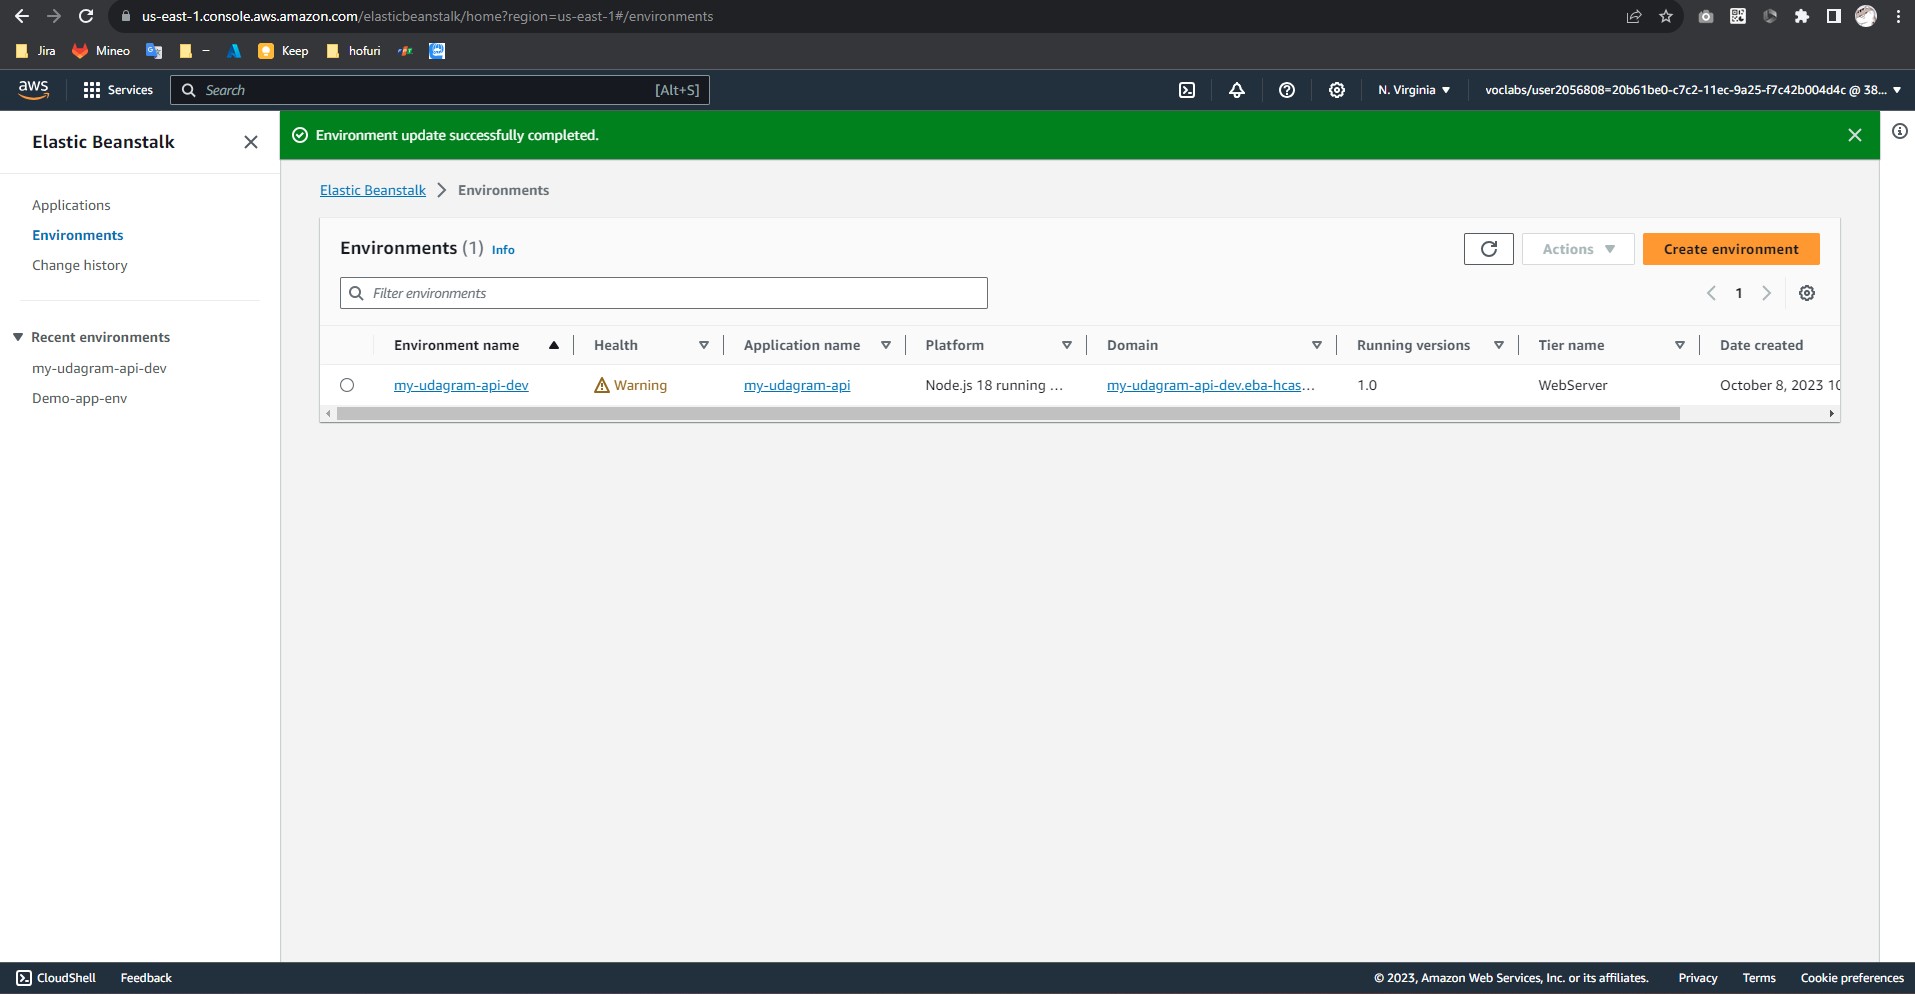 us-east-1.console.aws.amazon.com/elasticbeanstalk/home?region=us-east-1#/environments
Jira Mineo – Keep hofuri
aws Services Search [Alt+S] N. Virginia voclabs/user2056808=20b61be0-c7c2-11ec-9a25-f7c42b004d4c @ 38...
Elastic Beanstalk
Environment update successfully completed.
Applications
Environments
Change history
Recent environments
my-udagram-api-dev
Demo-app-env
Elastic Beanstalk Environments
Environments (1) Info
Actions Create environment
Filter environments
1
Environment name Health Application name Platform Domain Running versions Tier name Date created
my-udagram-api-dev Warning my-udagram-api Node.js 18 running ... my-udagram-api-dev.eba-hcas... 1.0 WebServer October 8, 2023 10
CloudShell Feedback © 2023, Amazon Web Services, Inc. or its affiliates. Privacy Terms Cookie preferences